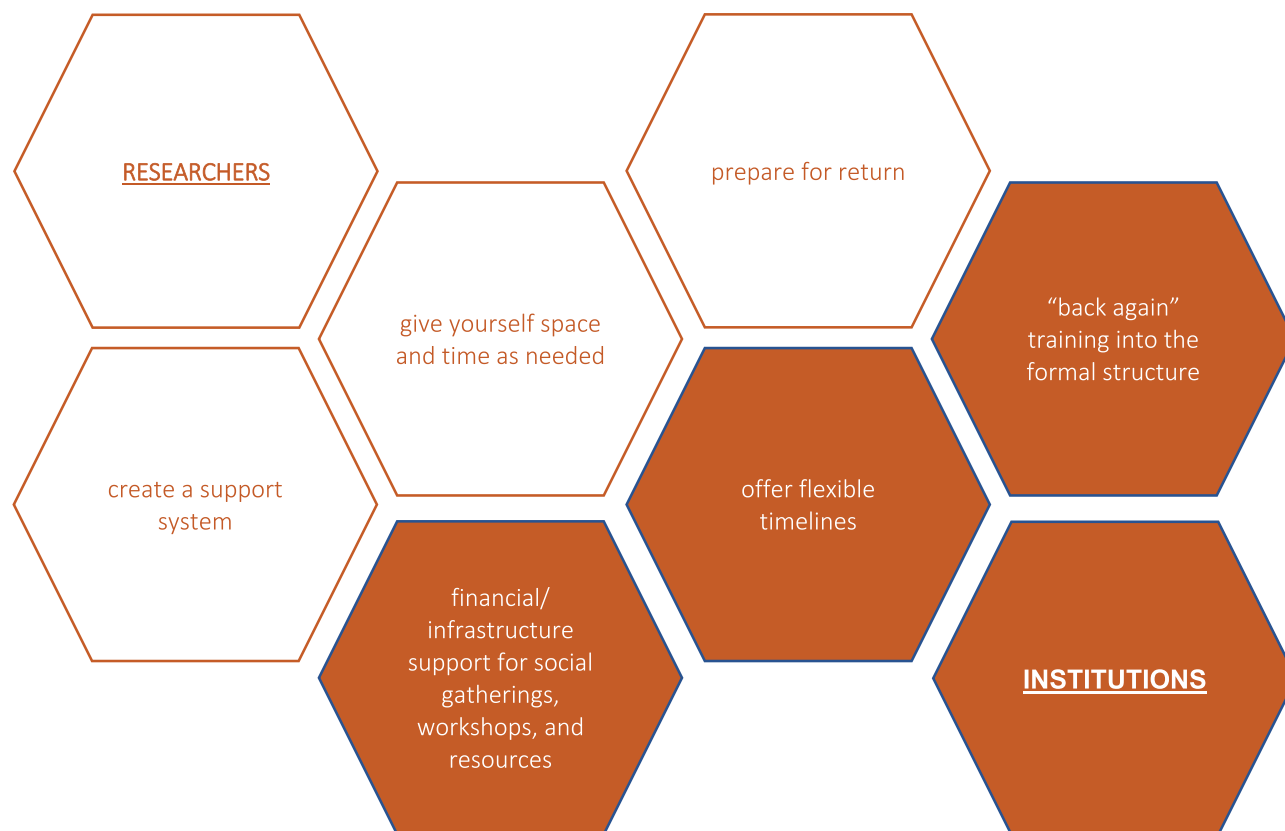 RESEARCHERS
prepare for return
give yourself space
and time as needed
“back again”
training into the
formal structure
create a support
system
offer flexible
timelines
financial/
infrastructure
support for social
gatherings,
workshops, and
resources
INSTITUTIONS